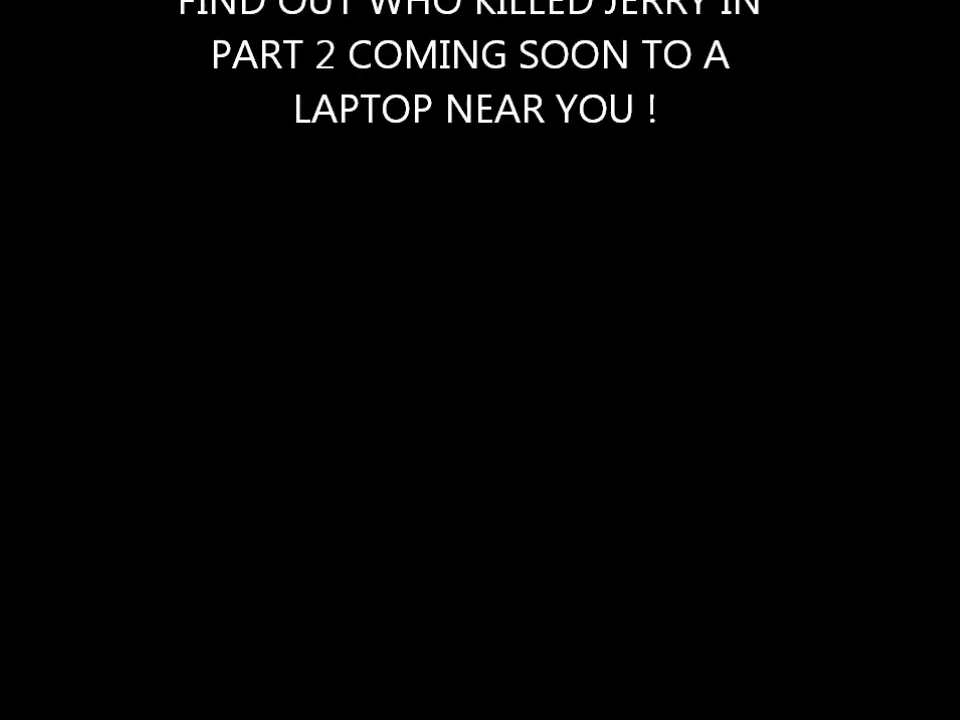 FIND OUT WHO KILLED JERRY IN
PART 2 COMING SOON TO A
LAPTOP NEAR YOU !